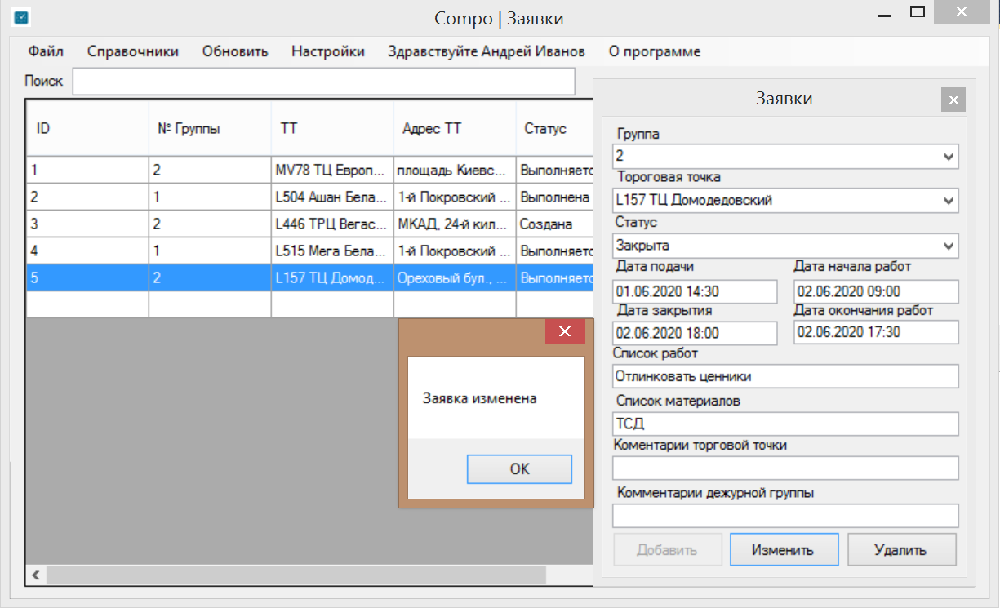 Compo | Заявки
Файл Справочники Обновить Настройки Здравствуйте Андрей Иванов О программе
Поиск
ID № Группы ТТ Адрес ТТ Статус
1 2 MV78 ТЦ Европ... площадь Киевс... Выполняетс
2 1 L504 Ашан Бела... 1-й Покровский ... Выполнена
3 2 L446 ТРЦ Вегас... МКАД, 24-й кил... Создана
4 1 L515 Мега Бела... 1-й Покровский ... Выполняетс
5 2 L157 ТЦ Домод... Ореховый бул., ... Выполняетс
Заявка изменена
OK
Заявки
Группа
2
Тороговая точка
L157 ТЦ Домодедовский
Статус
Закрыта
Дата подачи Дата начала работ
01.06.2020 14:30 02.06.2020 09:00
Дата закрытия Дата окончания работ
02.06.2020 18:00 02.06.2020 17:30
Список работ
Отлинковать ценники
Список материалов
ТСД
Коментарии торговой точки
Комментарии дежурной группы
Добавить Изменить Удалить